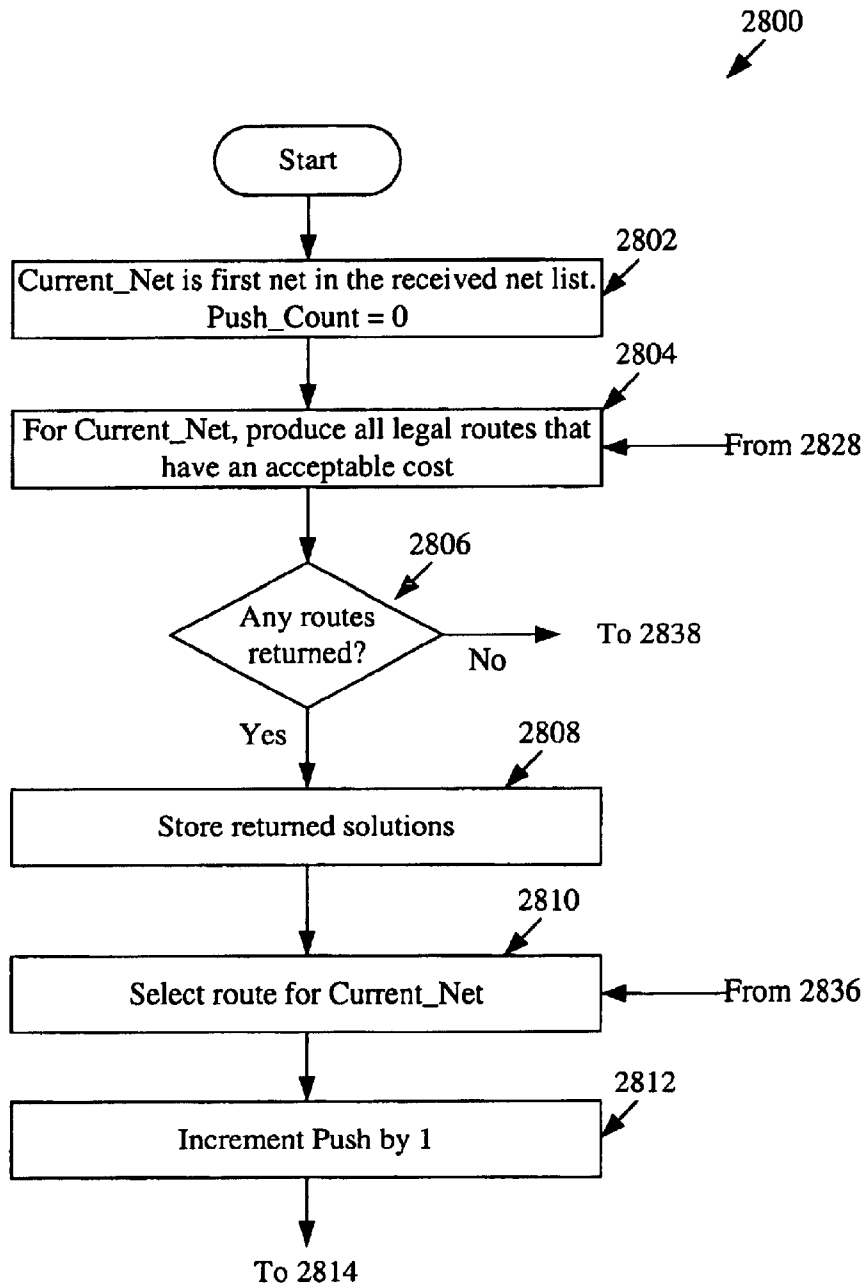 2800
Start
2802
Current_Net is first net in the received net list.
Push_Count = 0
2804
For Current_Net, produce all legal routes that
have an acceptable cost
From 2828
2806
Any routes
returned?
To 2838
No
Yes
2808
Store returned solutions
2810
Select route for Current_Net
From 2836
2812
Increment Push by 1
To 2814